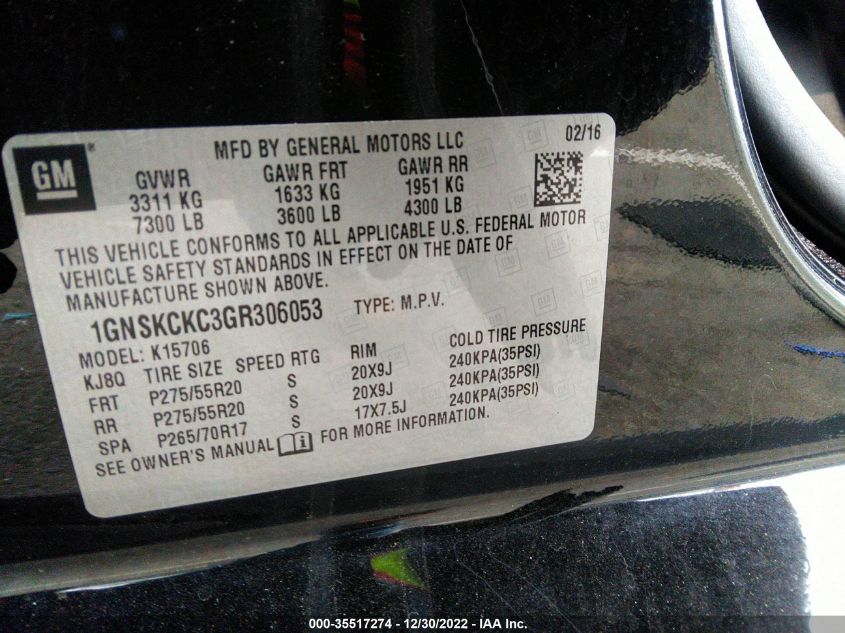 GM
MFD BY GENERAL MOTORS LLC
02/16
GVWR GAWR FRT GAWR RR
3311 KG 1633 KG 1951 KG
7300 LB 3600 LB 4300 LB
THIS VEHICLE CONFORMS TO ALL APPLICABLE U.S. FEDERAL MOTOR
VEHICLE SAFETY STANDARDS IN EFFECT ON THE DATE OF
MANUFACTURE SHOWN ABOVE.
1GNSKCKC3GR306053 TYPE: M.P.V.
MODEL: K15706
KJ8Q TIRE SIZE SPEED RTG RIM COLD TIRE PRESSURE
FRT P275/55R20 S 20X9J 240KPA(35PSI)
RR P275/55R20 S 20X9J 240KPA(35PSI)
SPA P265/70R17 S 17X7.5J 240KPA(35PSI)
SEE OWNER'S MANUAL FOR MORE INFORMATION.
000-35517274 - 12/30/2022 - IAA Inc.